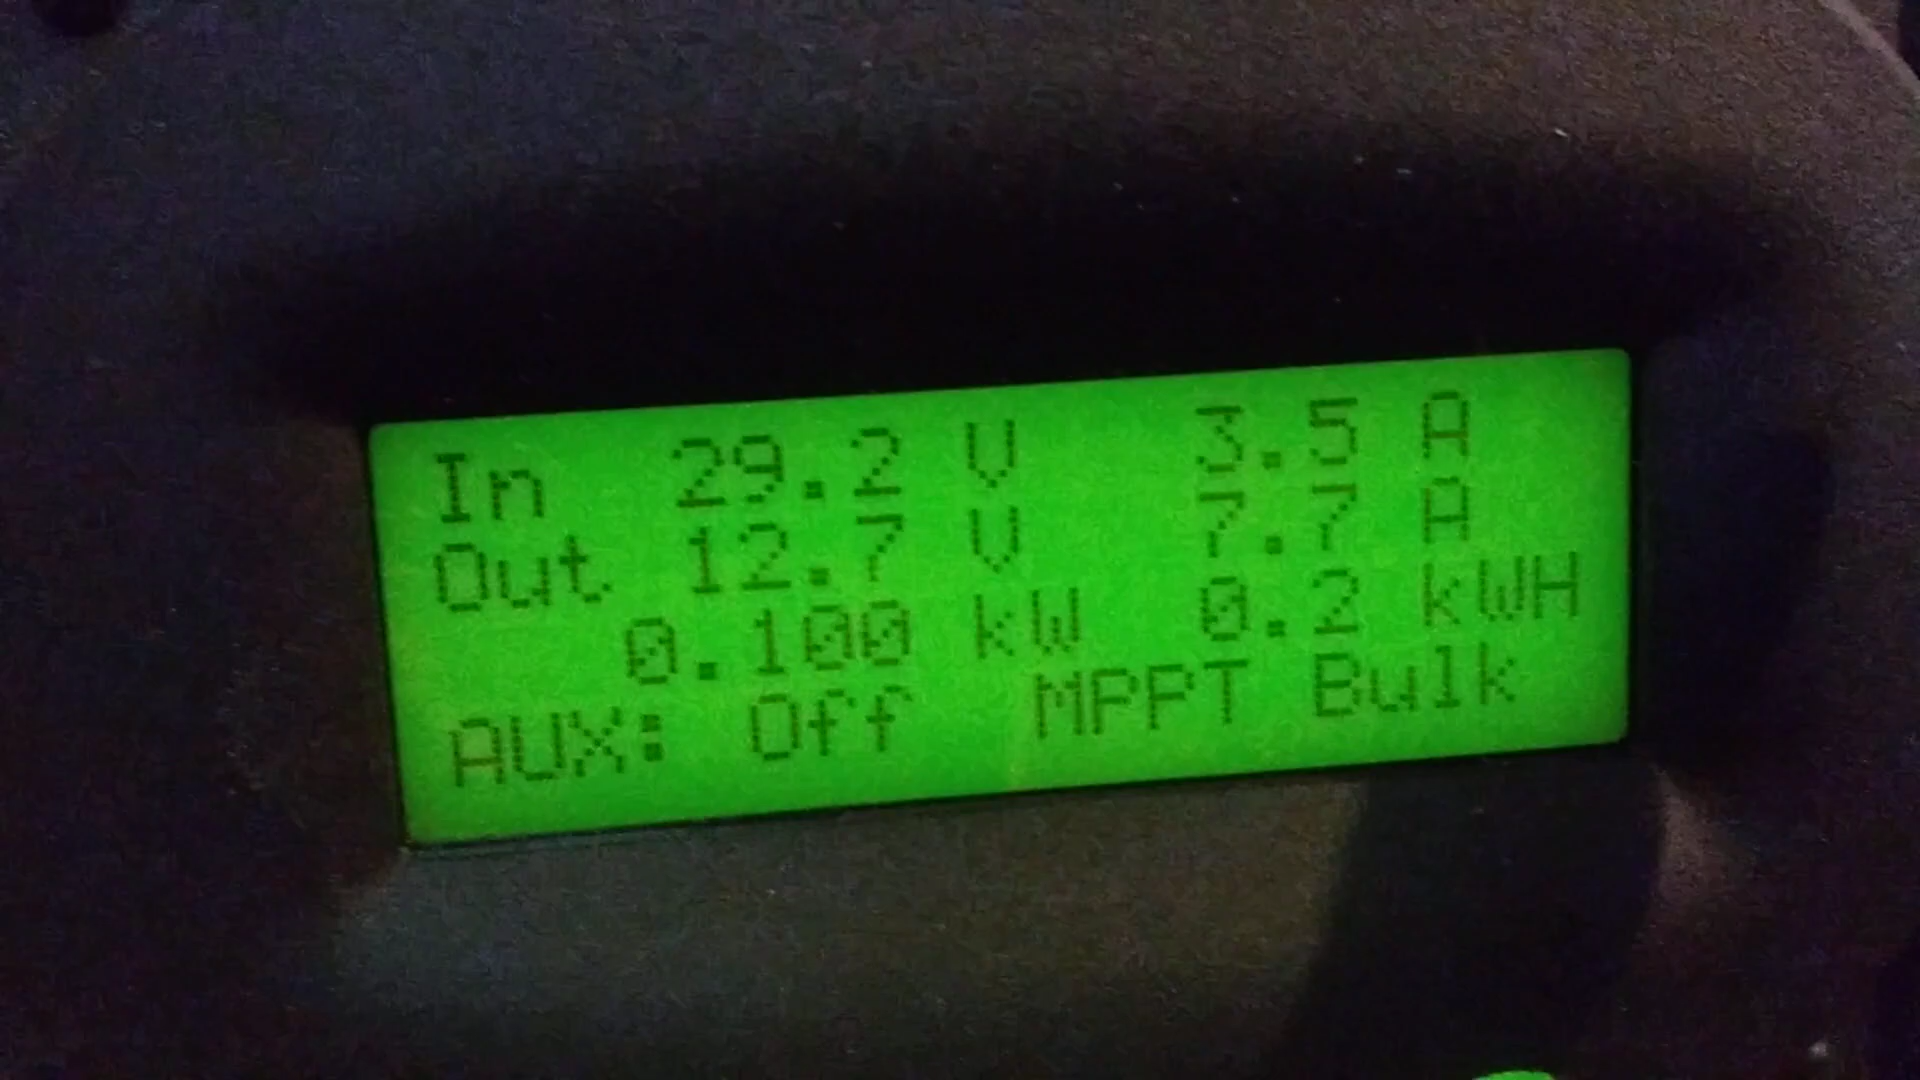 In 29.2 V 3.5 A
Out 12.7 V 7.7 A
0.100 kW 0.2 kWH
AUX: Off MPPT Bulk